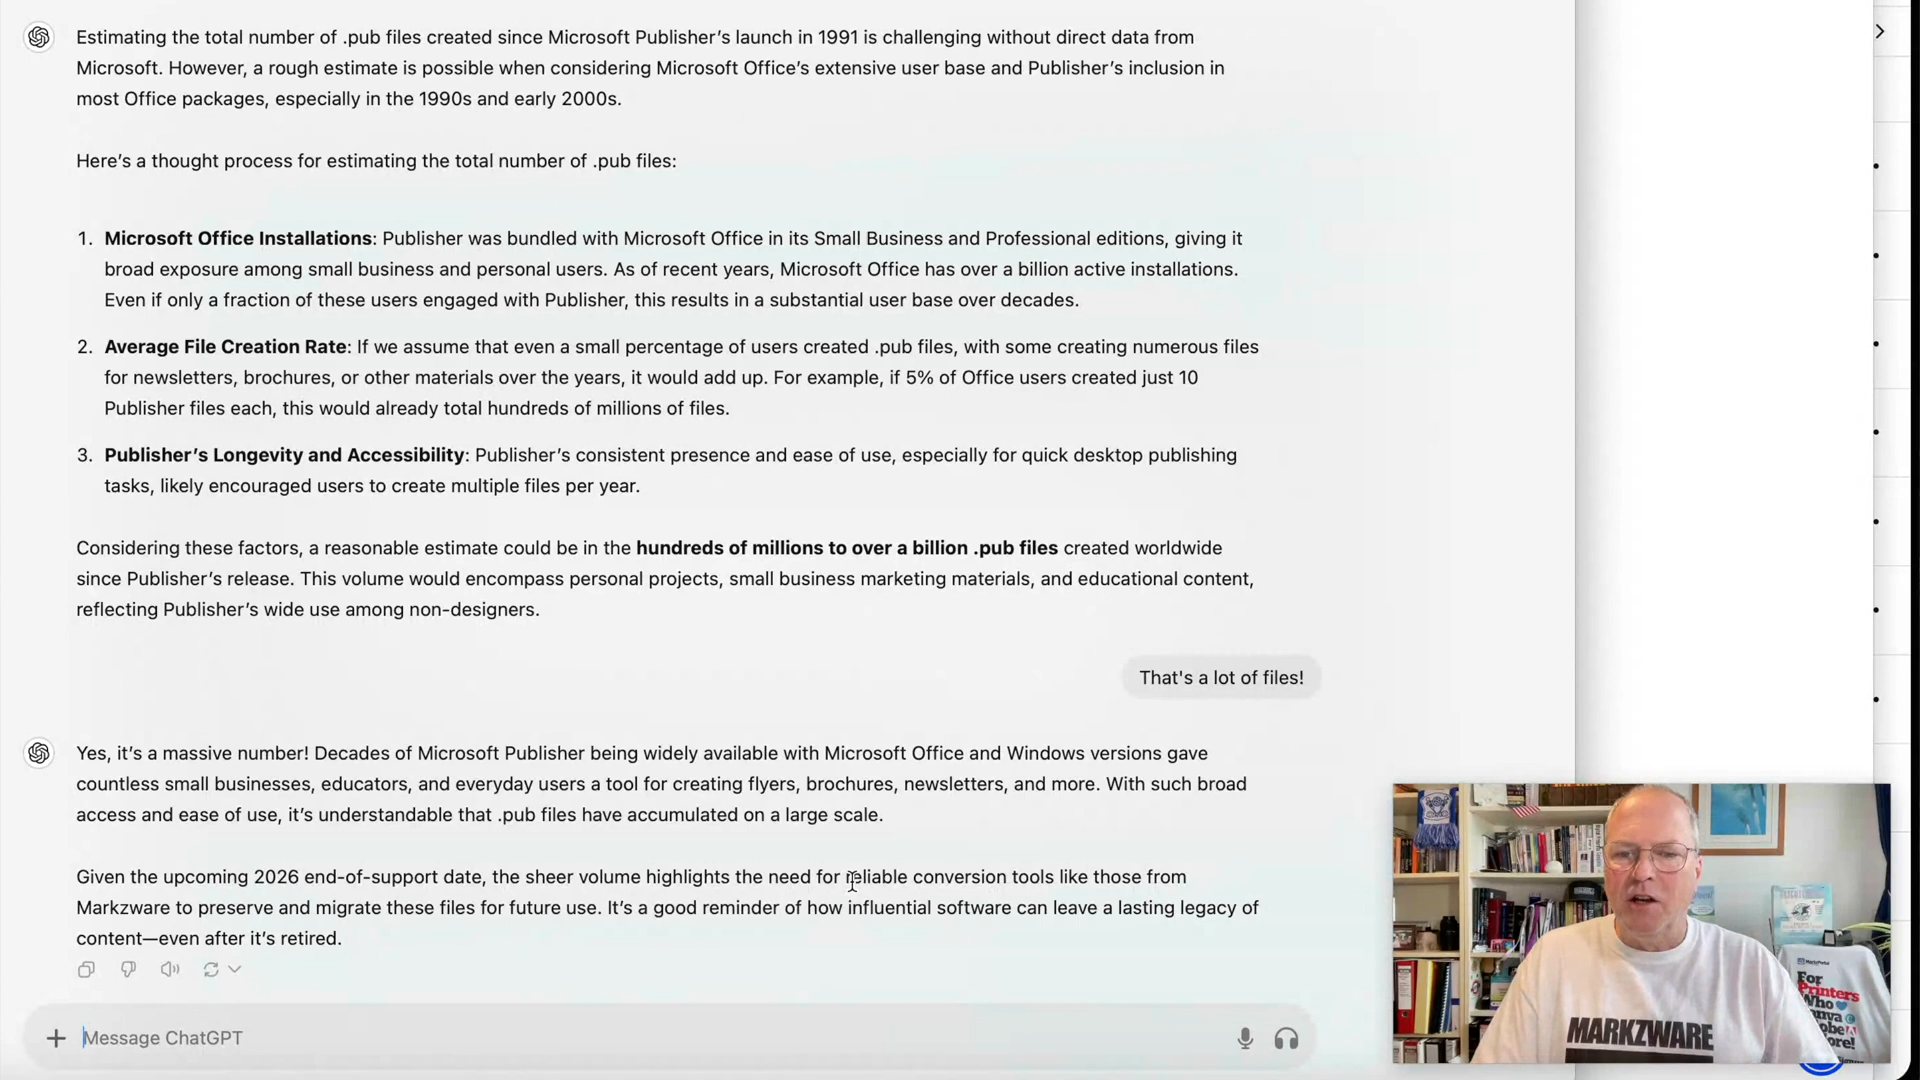 Estimating the total number of .pub files created since Microsoft Publisher’s launch in 1991 is challenging without direct data from
Microsoft. However, a rough estimate is possible when considering Microsoft Office’s extensive user base and Publisher’s inclusion in
most Office packages, especially in the 1990s and early 2000s.
Here’s a thought process for estimating the total number of .pub files:
1. Microsoft Office Installations: Publisher was bundled with Microsoft Office in its Small Business and Professional editions, giving it
broad exposure among small business and personal users. As of recent years, Microsoft Office has over a billion active installations.
Even if only a fraction of these users engaged with Publisher, this results in a substantial user base over decades.
2. Average File Creation Rate: If we assume that even a small percentage of users created .pub files, with some creating numerous files
for newsletters, brochures, or other materials over the years, it would add up. For example, if 5% of Office users created just 10
Publisher files each, this would already total hundreds of millions of files.
3. Publisher’s Longevity and Accessibility: Publisher’s consistent presence and ease of use, especially for quick desktop publishing
tasks, likely encouraged users to create multiple files per year.
Considering these factors, a reasonable estimate could be in the hundreds of millions to over a billion .pub files created worldwide
since Publisher’s release. This volume would encompass personal projects, small business marketing materials, and educational content,
reflecting Publisher’s wide use among non-designers.
That's a lot of files!
Yes, it’s a massive number! Decades of Microsoft Publisher being widely available with Microsoft Office and Windows versions gave
countless small businesses, educators, and everyday users a tool for creating flyers, brochures, newsletters, and more. With such broad
access and ease of use, it’s understandable that .pub files have accumulated on a large scale.
Given the upcoming 2026 end-of-support date, the sheer volume highlights the need for reliable conversion tools like those from
Markzware to preserve and migrate these files for future use. It’s a good reminder of how influential software can leave a lasting legacy of
content—even after it’s retired.
Message ChatGPT
MARKZWARE
For
Printers
Who